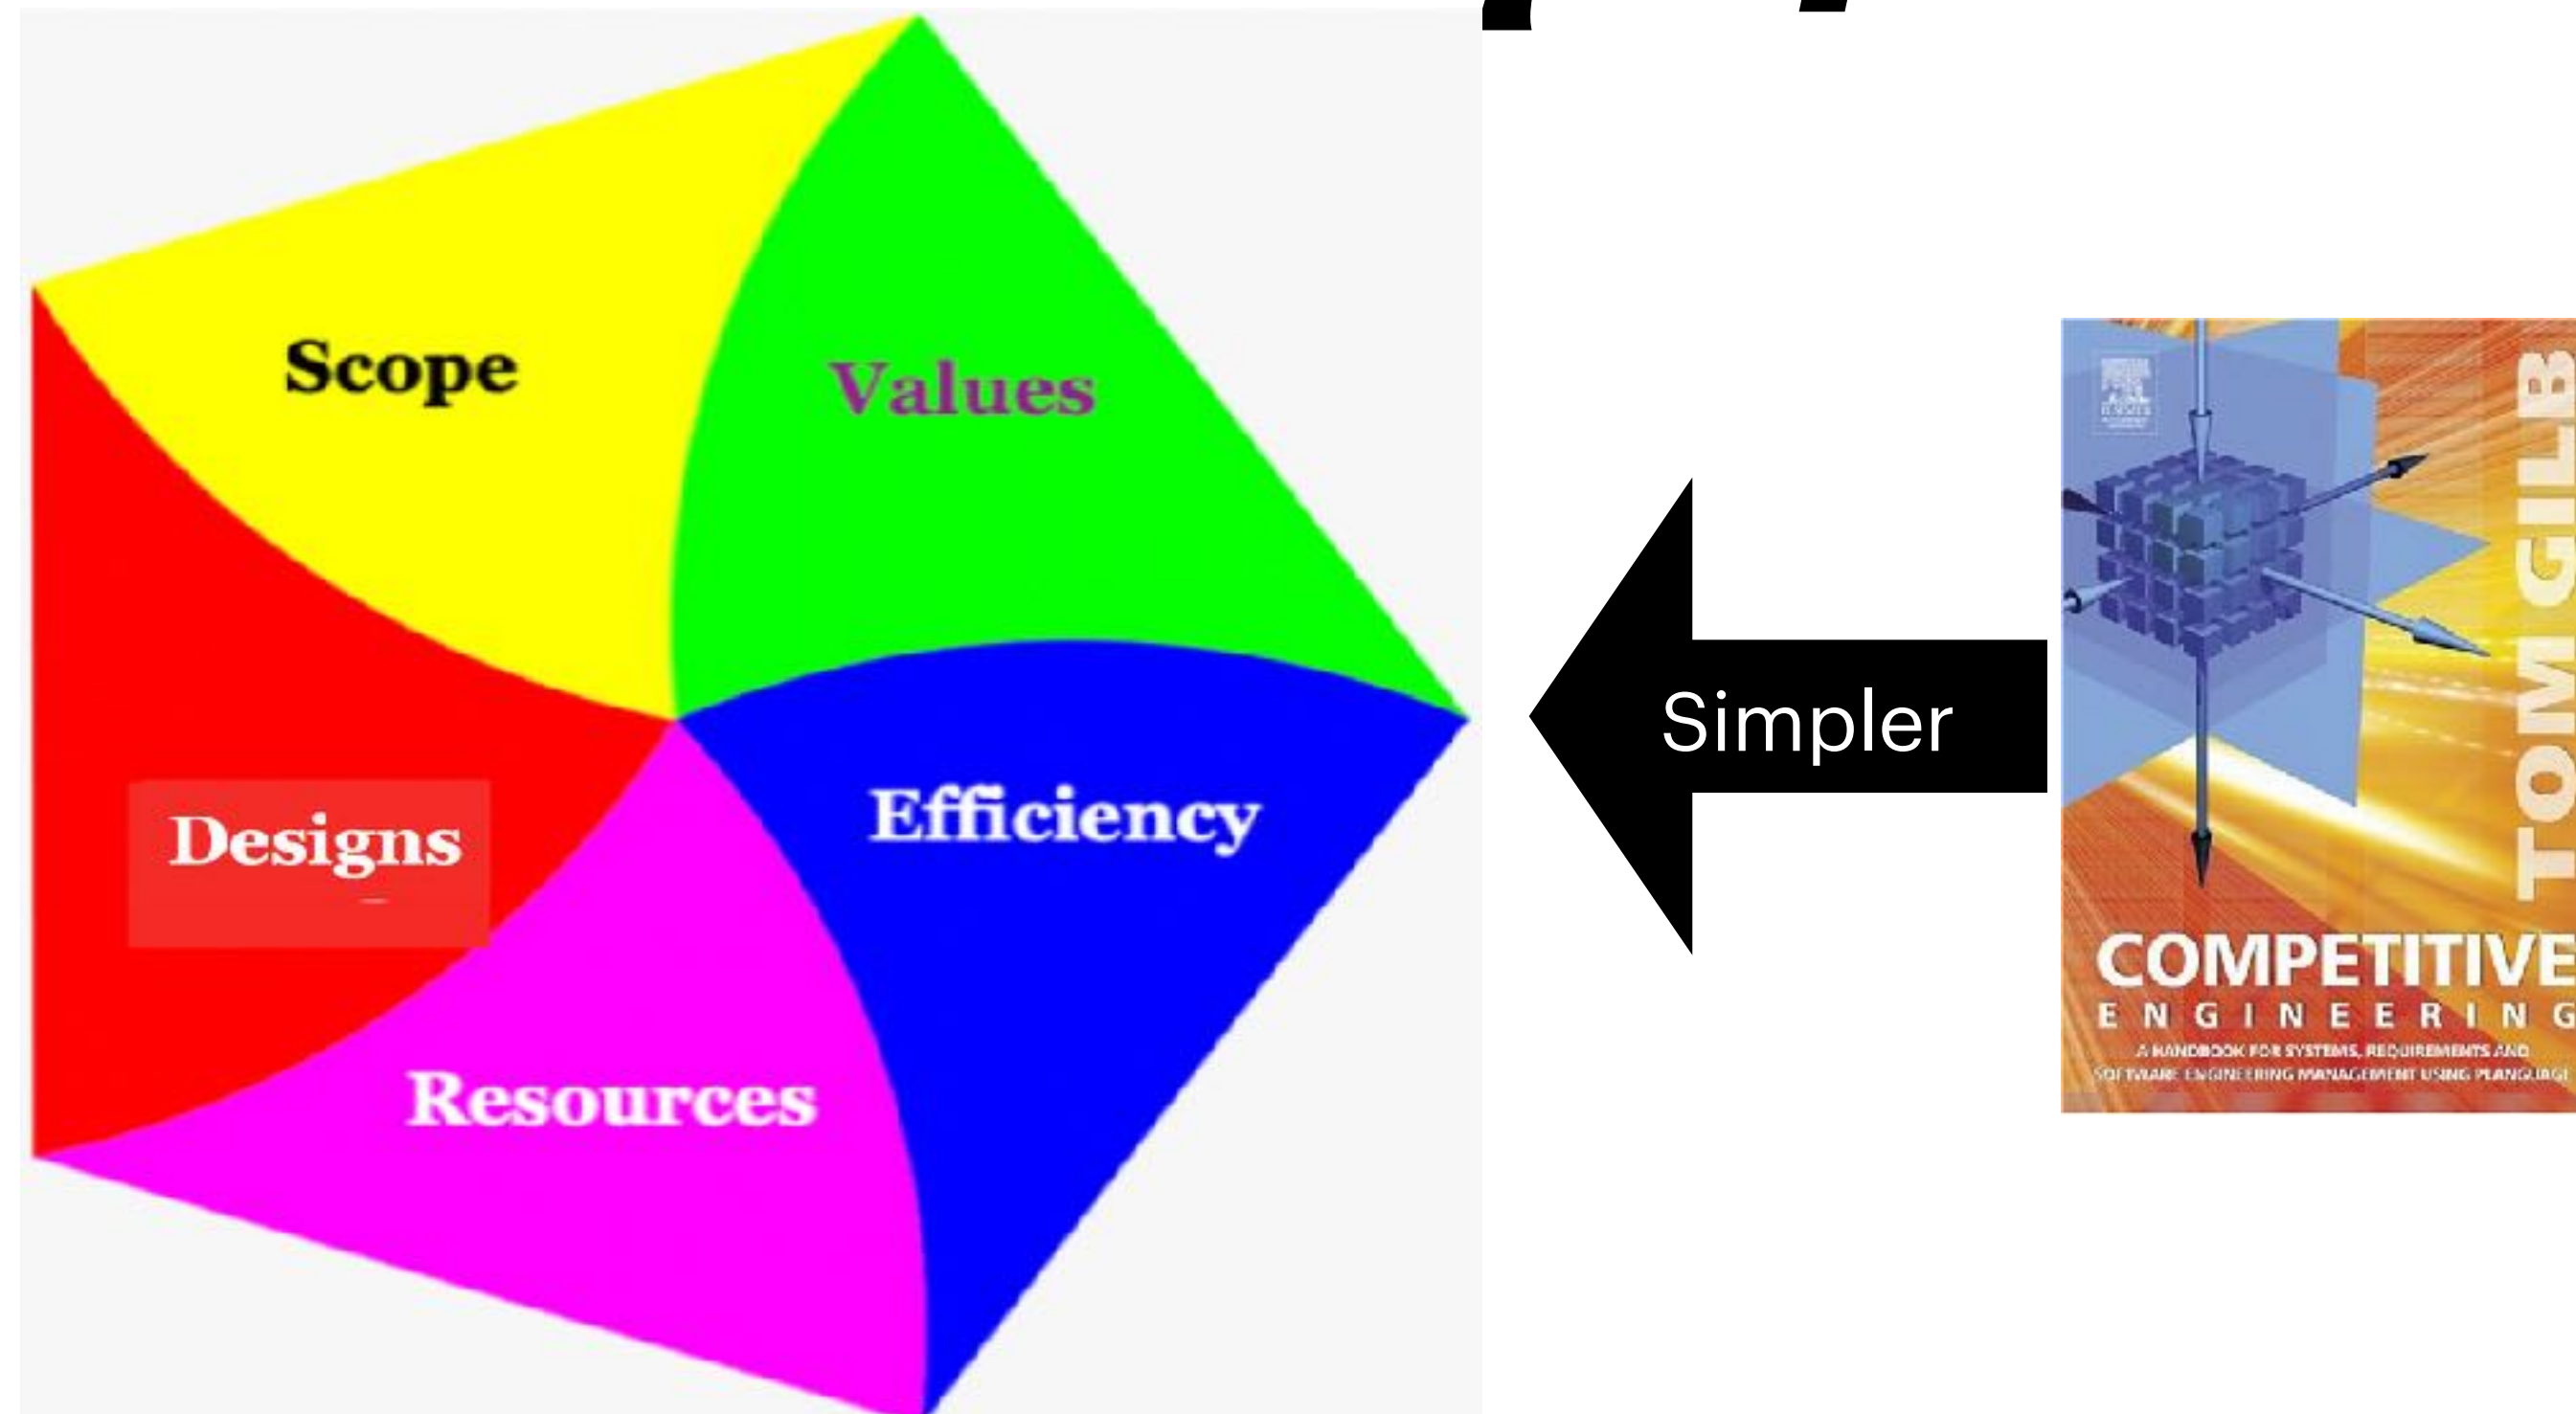 Scope
Values
Designs
Efficiency
Resources
Simpler
TOM GILB
COMPETITIVE
ENGINEERING
A HANDBOOK FOR SYSTEMS, REQUIREMENTS AND
SOFTWARE ENGINEERING MANAGEMENT USING PLANGUAGE